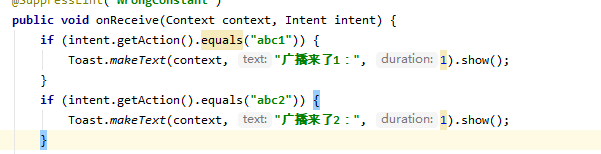 @SuppressLint("WrongConstant")
public void onReceive(Context context, Intent intent) {
if (intent.getAction().equals("abc1")) {
Toast.makeText(context, text: "广播来了1：", duration: 1).show();
}
if (intent.getAction().equals("abc2")) {
Toast.makeText(context, text: "广播来了2：", duration: 1).show();
}